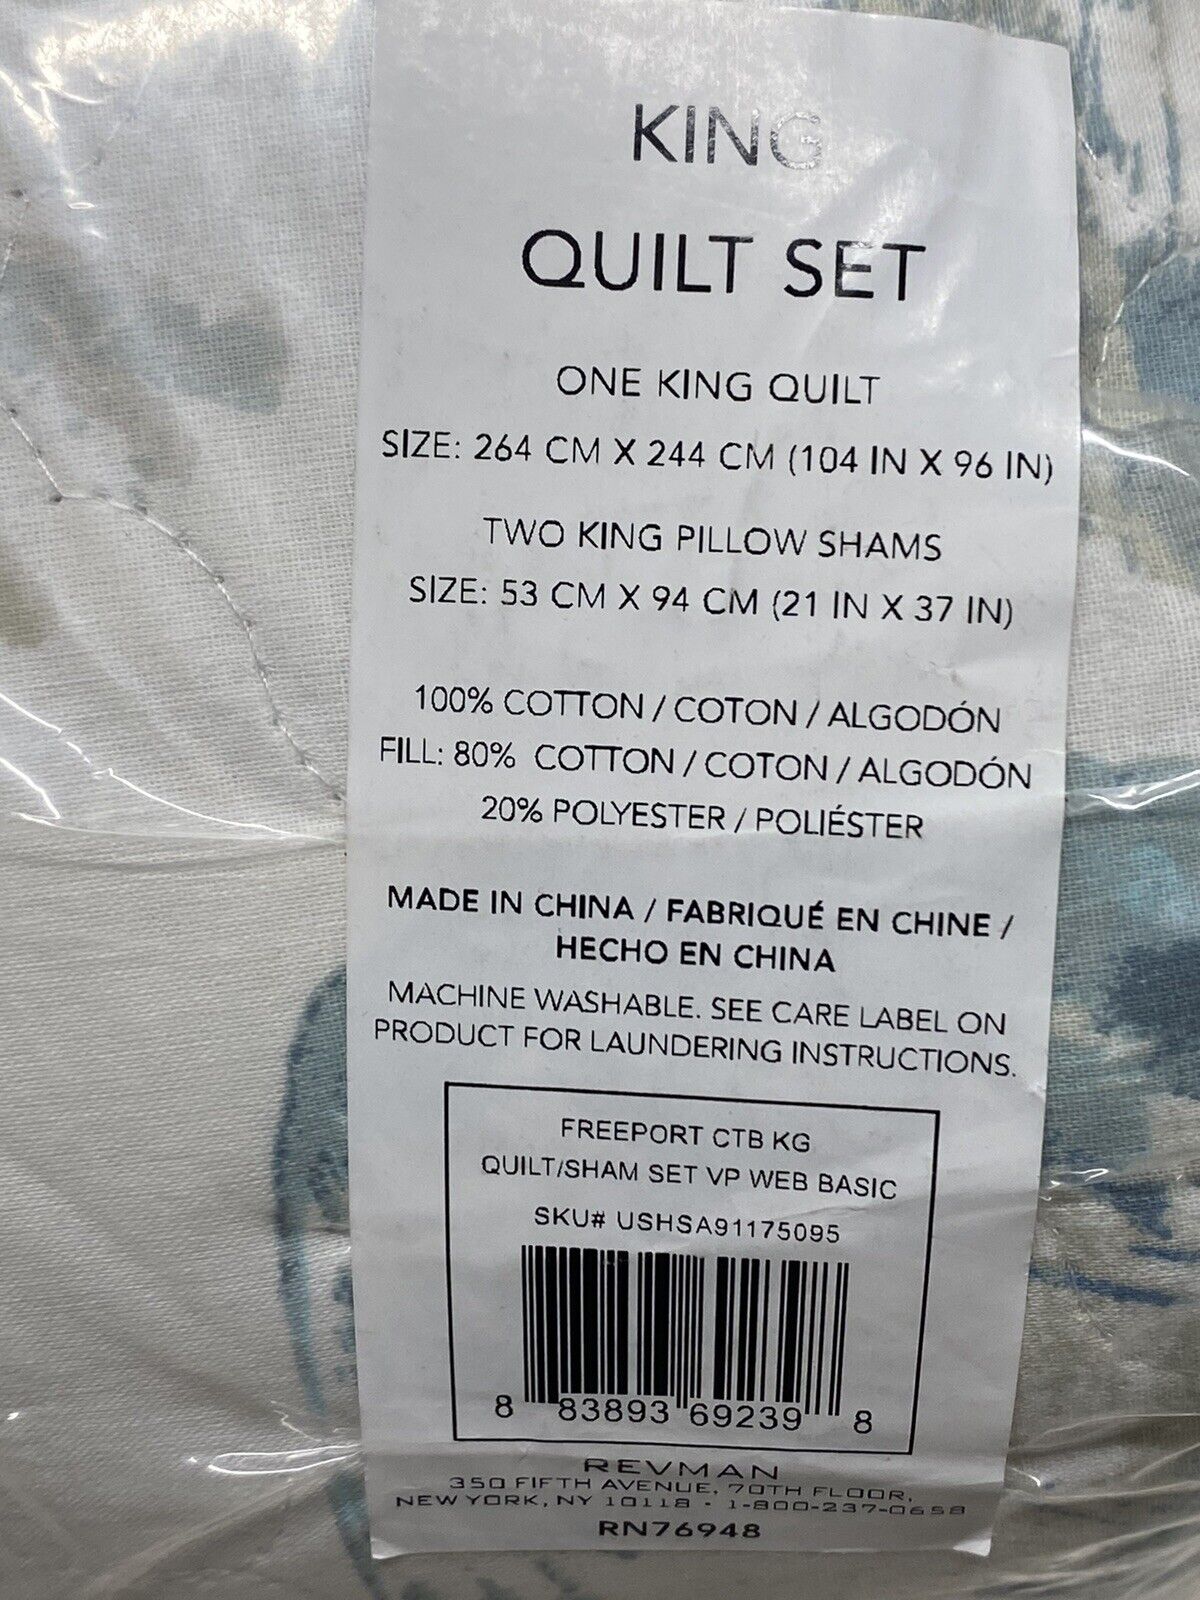 KING
QUILT SET
ONE KING QUILT
SIZE: 264 CM X 244 CM (104 IN X 96 IN)
TWO KING PILLOW SHAMS
SIZE: 53 CM X 94 CM (21 IN X 37 IN)
100% COTTON / COTON / ALGODÓN
FILL: 80% COTTON / COTON / ALGODÓN
20% POLYESTER / POLIÉSTER
MADE IN CHINA / FABRIQUÉ EN CHINE /
HECHO EN CHINA
MACHINE WASHABLE. SEE CARE LABEL ON
PRODUCT FOR LAUNDERING INSTRUCTIONS.
FREEPORT CTB KG
QUILT/SHAM SET VP WEB BASIC
SKU# USHSA91175095
8 83893 69239 8
REVMAN
350 FIFTH AVENUE, 70TH FLOOR,
NEW YORK, NY 10118 - 1-800-237-0658
RN76948